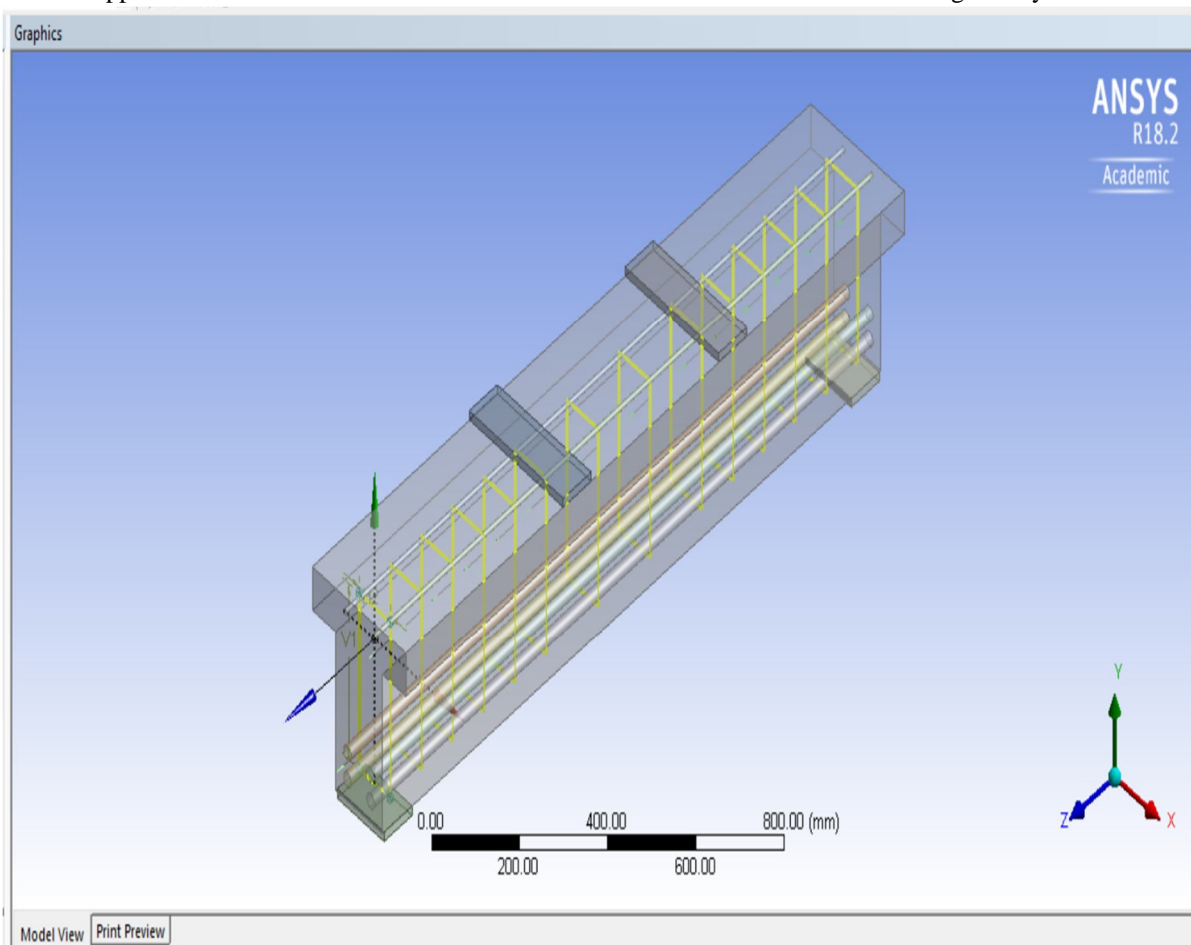 Graphics
ANSYS
R18.2
Academic
V1
0.00 400.00 800.00 (mm)
200.00 600.00
Y
Z X
Model View Print Preview